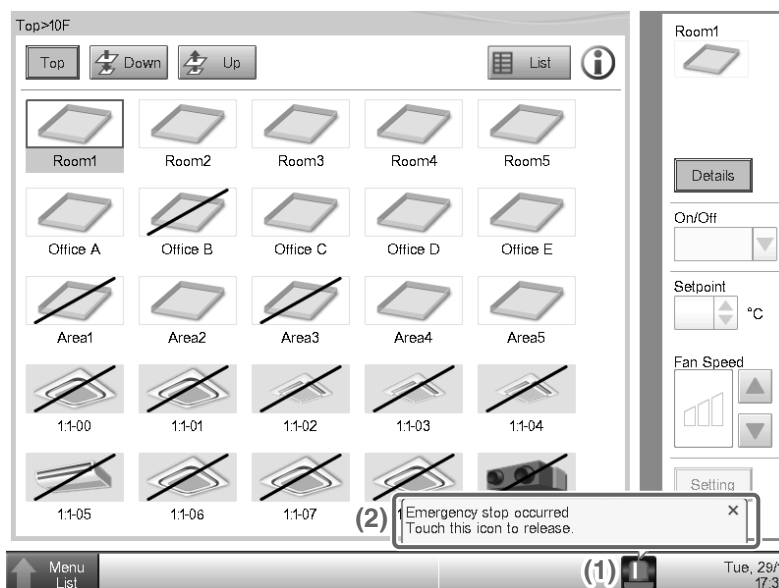 Top>10F
Top
Down
Up
List
Room1
Room2
Room3
Room4
Room5
Office A
Office B
Office C
Office D
Office E
Area1
Area2
Area3
Area4
Area5
1:1-00
1:1-01
1:1-02
1:1-03
1:1-04
1:1-05
1:1-06
1:1-07
Room1
Details
On/Off
Setpoint
°C
Fan Speed
Setting
(2)
Emergency stop occurred
Touch this icon to release.
Menu
List
(1)
Tue, 29/